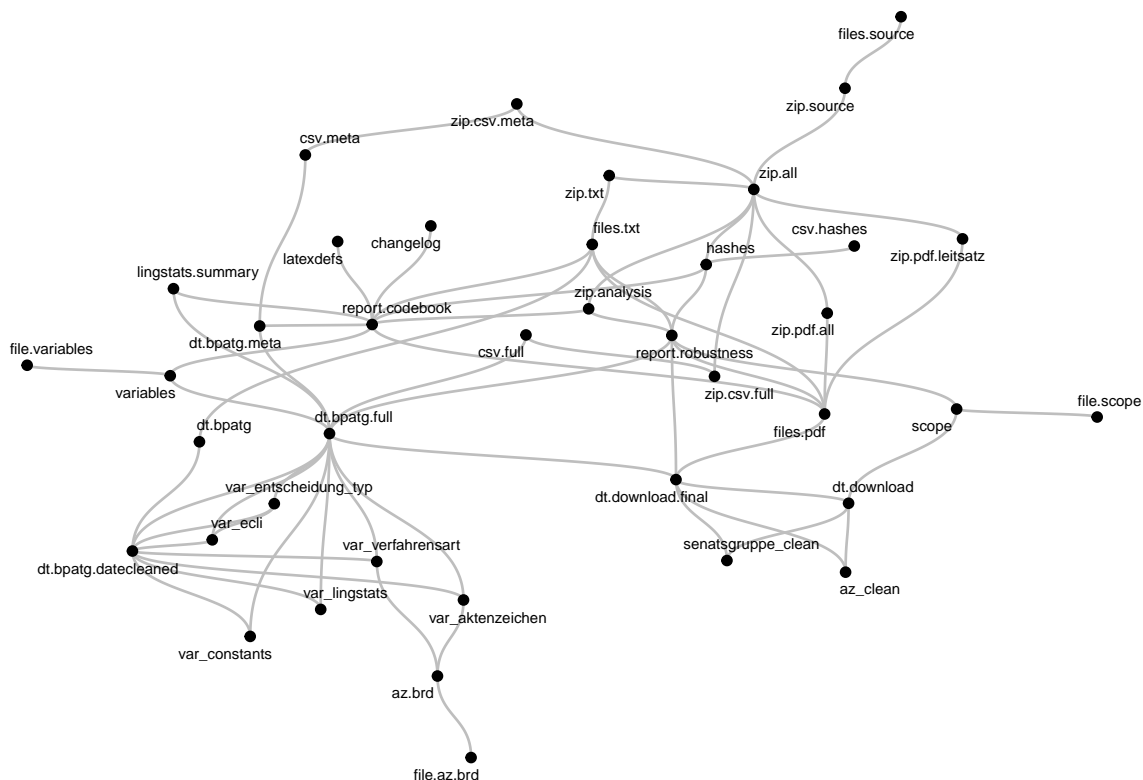 files.source
zip.source
zip.csv.meta
csv.meta
zip.all
zip.txt
files.txt
csv.hashes
changelog
hashes
zip.pdf.leitsatz
latexdefs
lingstats.summary
zip.analysis
report.codebook
zip.pdf.all
dt.bpatg.meta
file.variables
csv.full
report.robustness
variables
zip.csv.full
file.scope
dt.bpatg
dt.bpatg.full
files.pdf
scope
var_entscheidung_typ
dt.download.final
dt.download
var_ecli
var_verfahrensart
senatsgruppe_clean
dt.bpatg.datecleaned
az_clean
var_lingstats
var_aktenzeichen
var_constants
az.brd
file.az.brd